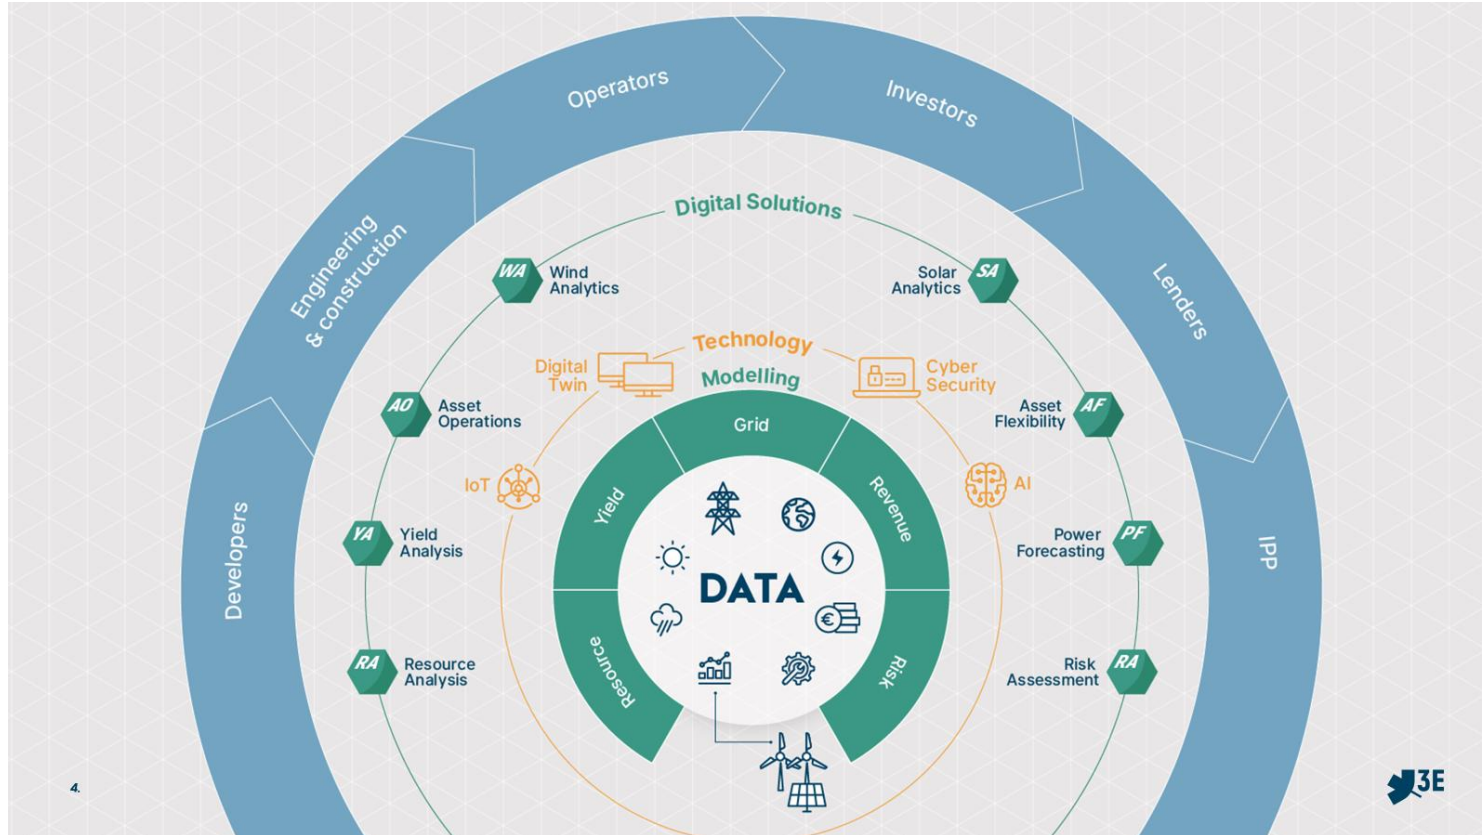 Operators
Investors
Engineering
& construction
Lenders
Developers
IPP
Digital Solutions
WA
Wind
Analytics
Solar
Analytics
SA
AO
Asset
Operations
Asset
Flexibility
AF
YA
Yield
Analysis
Power
Forecasting
PF
RA
Resource
Analysis
Risk
Assessment
RA
Technology
Digital
Twin
Cyber
Security
IoT
AI
Modelling
Grid
Yield
Revenue
Resource
Risk
DATA
€
4.
3E